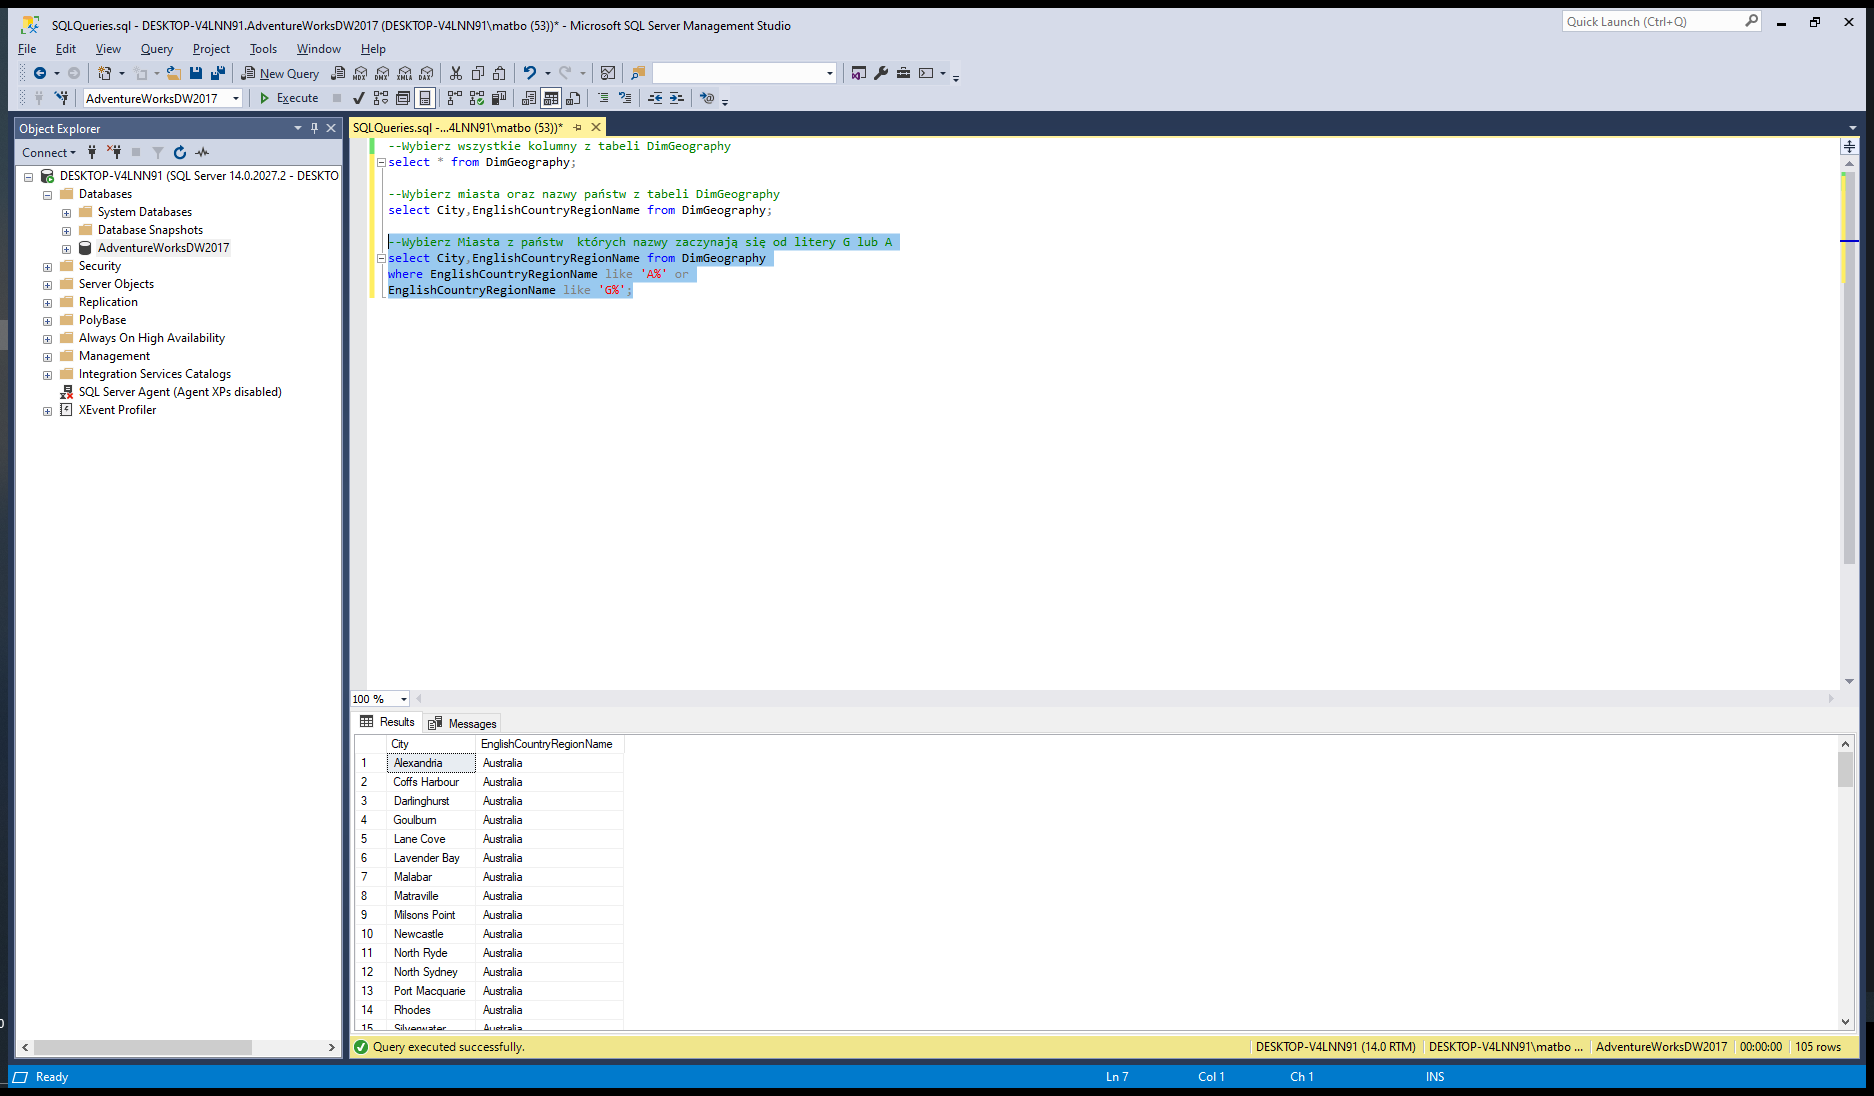 SQLQueries.sql - DESKTOP-V4LNN91.AdventureWorksDW2017 (DESKTOP-V4LNN91\matbo (53))* - Microsoft SQL Server Management Studio
Quick Launch (Ctrl+Q)
File Edit View Query Project Tools Window Help
New Query MDX DMX XMLA DAX
AdventureWorksDW2017 Execute
Object Explorer
Connect
DESKTOP-V4LNN91 (SQL Server 14.0.2027.2 - DESKTO
Databases
System Databases
Database Snapshots
AdventureWorksDW2017
Security
Server Objects
Replication
PolyBase
Always On High Availability
Management
Integration Services Catalogs
SQL Server Agent (Agent XPs disabled)
XEvent Profiler
SQLQueries.sql -...4LNN91\matbo (53))*
--Wybierz wszystkie kolumny z tabeli DimGeography
select * from DimGeography;
--Wybierz miasta oraz nazwy państw z tabeli DimGeography
select City,EnglishCountryRegionName from DimGeography;
--Wybierz Miasta z państw  których nazwy zaczynają się od litery G lub A
select City,EnglishCountryRegionName from DimGeography
where EnglishCountryRegionName like 'A%' or
EnglishCountryRegionName like 'G%';
100 %
Results Messages
City EnglishCountryRegionName
1 Alexandria Australia
2 Coffs Harbour Australia
3 Darlinghurst Australia
4 Goulburn Australia
5 Lane Cove Australia
6 Lavender Bay Australia
7 Malabar Australia
8 Matraville Australia
9 Milsons Point Australia
10 Newcastle Australia
11 North Ryde Australia
12 North Sydney Australia
13 Port Macquarie Australia
14 Rhodes Australia
15 Silverwater Australia
Query executed successfully.
DESKTOP-V4LNN91 (14.0 RTM) DESKTOP-V4LNN91\matbo ... AdventureWorksDW2017 00:00:00 105 rows
Ready Ln 7 Col 1 Ch 1 INS